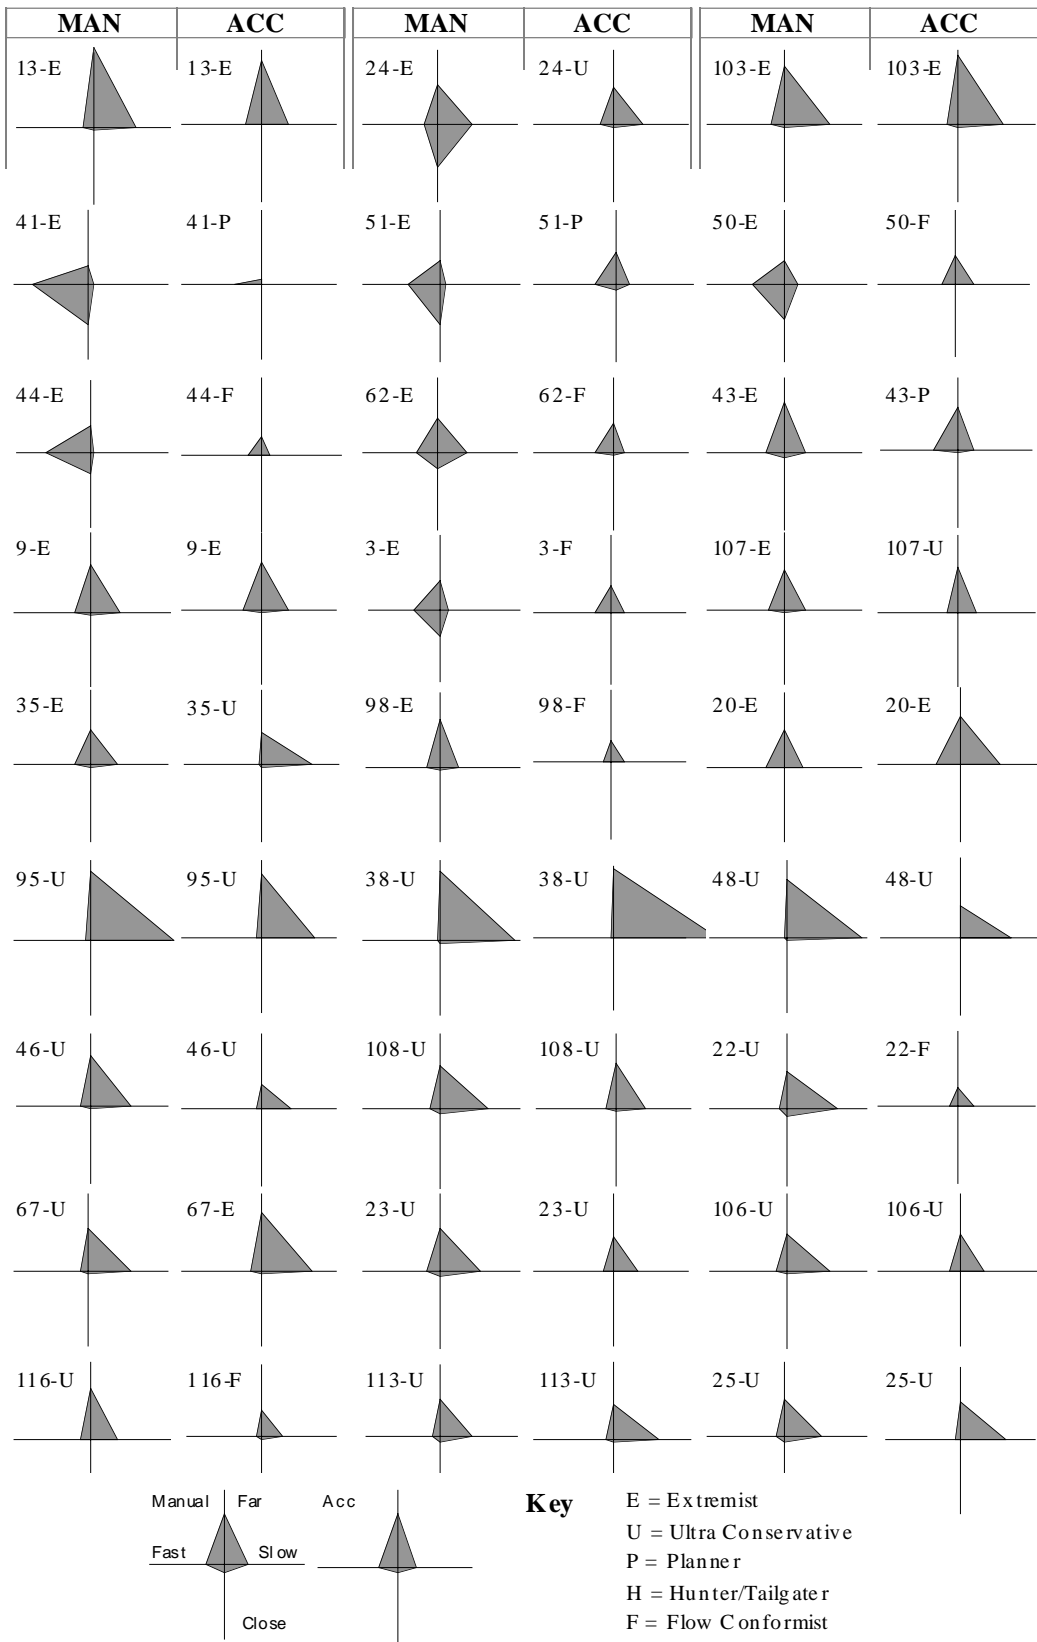 MAN ACC MAN ACC MAN ACC
13-E 13-E 24-E 24-U 103-E 103-E
41-E 41-P 51-E 51-P 50-E 50-F
44-E 44-F 62-E 62-F 43-E 43-P
9-E 9-E 3-E 3-F 107-E 107-U
35-E 35-U 98-E 98-F 20-E 20-E
95-U 95-U 38-U 38-U 48-U 48-U
46-U 46-U 108-U 108-U 22-U 22-F
67-U 67-E 23-U 23-U 106-U 106-U
116-U 116-F 113-U 113-U 25-U 25-U
Manual Far Acc Key E = Extremist
U = Ultra Conservative
Fast Slow P = Planner
H = Hunter/Tailgater
Close F = Flow Conformist